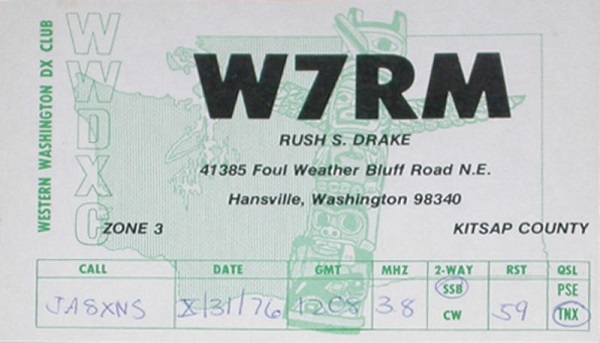 WESTERN WASHINGTON DX CLUB
WWDXC
W7RM
RUSH S. DRAKE
41385 Foul Weather Bluff Road N.E.
Hansville, Washington 98340
ZONE 3 KITSAP COUNTY
CALL DATE GMT MHZ 2-WAY RST QSL
SSB PSE
JA8XNS X/31/76 1208 3.8 59
CW TNX